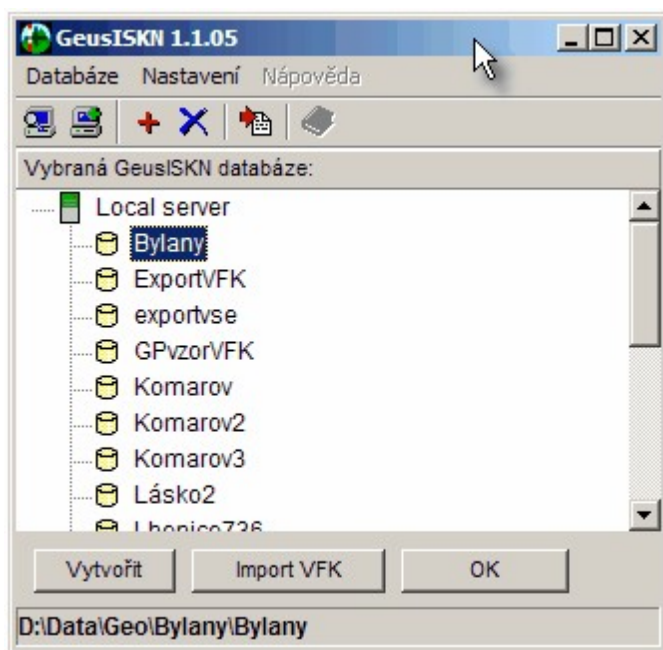 GeusISKN 1.1.05
Databáze Nastavení Nápověda
Vybraná GeusISKN databáze:
Local server
Bylany
ExportVFK
exportvse
GPvzorVFK
Komarov
Komarov2
Komarov3
Lásko2
Vytvořit Import VFK OK
D:\Data\Geo\Bylany\Bylany